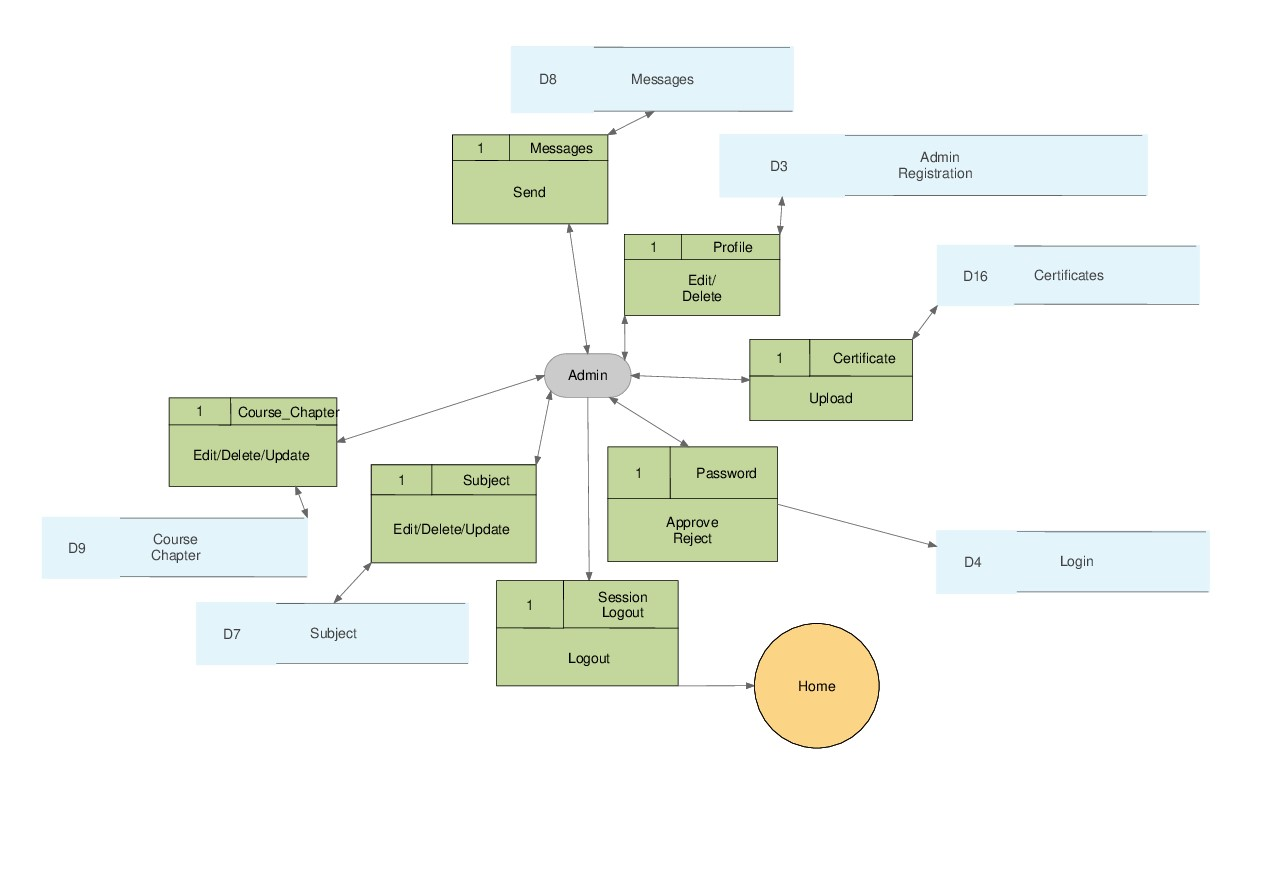 D8
Messages
1
Messages
Send
D3
Admin
Registration
1
Profile
Edit/
Delete
D16
Certificates
1
Certificate
Upload
Admin
1
Course_Chapter
Edit/Delete/Update
1
Subject
Edit/Delete/Update
1
Password
Approve
Reject
D9
Course
Chapter
D4
Login
D7
Subject
1
Session
Logout
Logout
Home